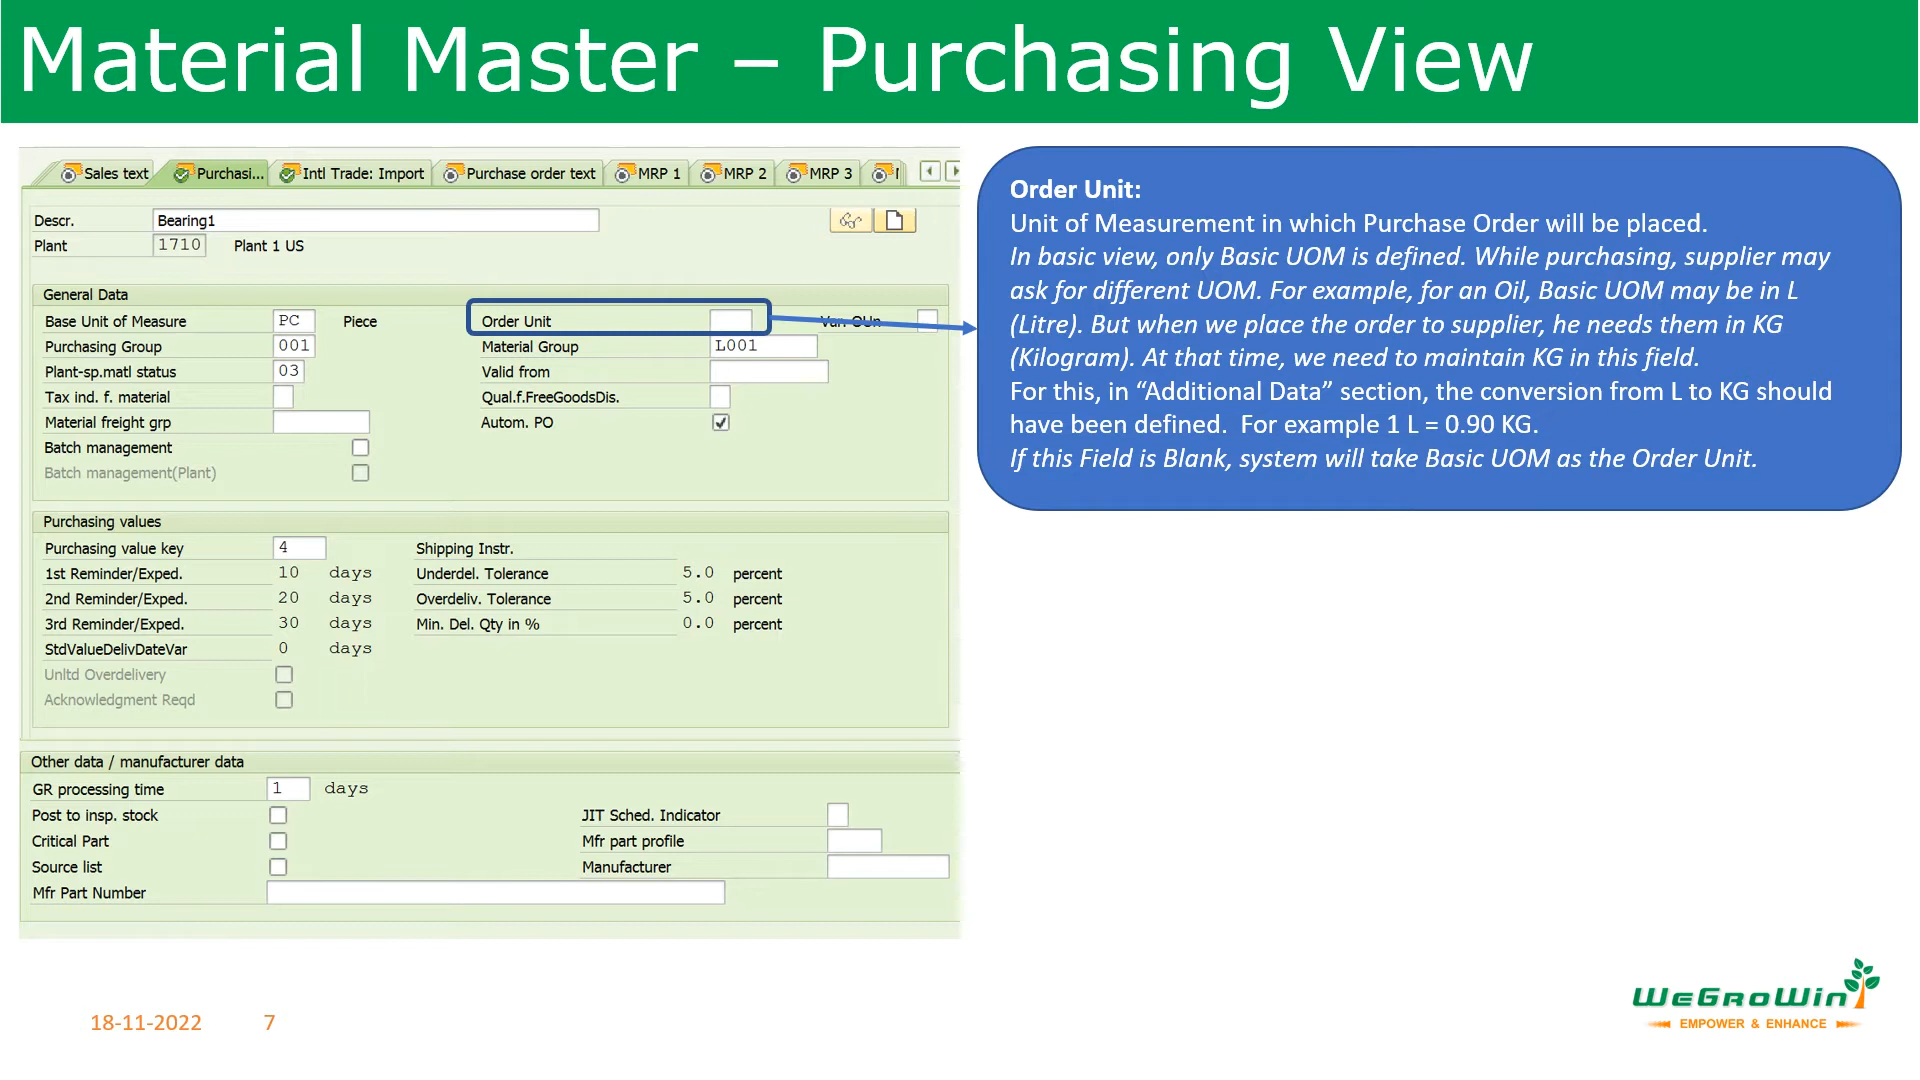 Material Master – Purchasing View
Sales text Purchasi... Intl Trade: Import Purchase order text MRP 1 MRP 2 MRP 3
Descr. Bearing1
Plant 1710 Plant 1 US
General Data
Base Unit of Measure PC Piece Order Unit Var. OUn
Purchasing Group 001 Material Group L001
Plant-sp.matl status 03 Valid from
Tax ind. f. material Qual.f.FreeGoodsDis.
Material freight grp Autom. PO
Batch management
Batch management(Plant)
Purchasing values
Purchasing value key 4 Shipping Instr.
1st Reminder/Exped. 10 days Underdel. Tolerance 5.0 percent
2nd Reminder/Exped. 20 days Overdeliv. Tolerance 5.0 percent
3rd Reminder/Exped. 30 days Min. Del. Qty in % 0.0 percent
StdValueDelivDateVar 0 days
Unltd Overdelivery
Acknowledgment Reqd
Other data / manufacturer data
GR processing time 1 days
Post to insp. stock JIT Sched. Indicator
Critical Part Mfr part profile
Source list Manufacturer
Mfr Part Number
Order Unit:
Unit of Measurement in which Purchase Order will be placed.
In basic view, only Basic UOM is defined. While purchasing, supplier may
ask for different UOM. For example, for an Oil, Basic UOM may be in L
(Litre). But when we place the order to supplier, he needs them in KG
(Kilogram). At that time, we need to maintain KG in this field.
For this, in “Additional Data” section, the conversion from L to KG should
have been defined. For example 1 L = 0.90 KG.
If this Field is Blank, system will take Basic UOM as the Order Unit.
18-11-2022 7
WeGroWin
EMPOWER & ENHANCE